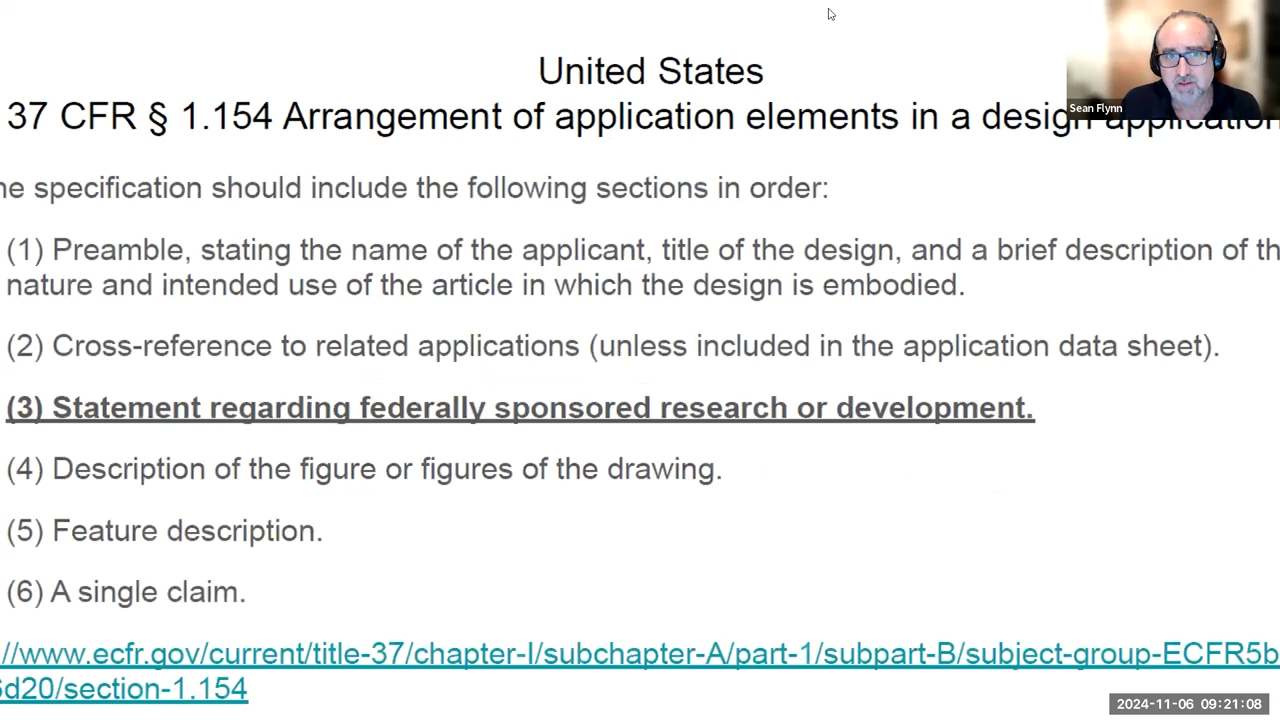 United States
37 CFR § 1.154 Arrangement of application elements in a design application
Sean Flynn
he specification should include the following sections in order:
(1) Preamble, stating the name of the applicant, title of the design, and a brief description of th
nature and intended use of the article in which the design is embodied.
(2) Cross-reference to related applications (unless included in the application data sheet).
(3) Statement regarding federally sponsored research or development.
(4) Description of the figure or figures of the drawing.
(5) Feature description.
(6) A single claim.
//www.ecfr.gov/current/title-37/chapter-I/subchapter-A/part-1/subpart-B/subject-group-ECFR5b
6d20/section-1.154
2024-11-06 09:21:08